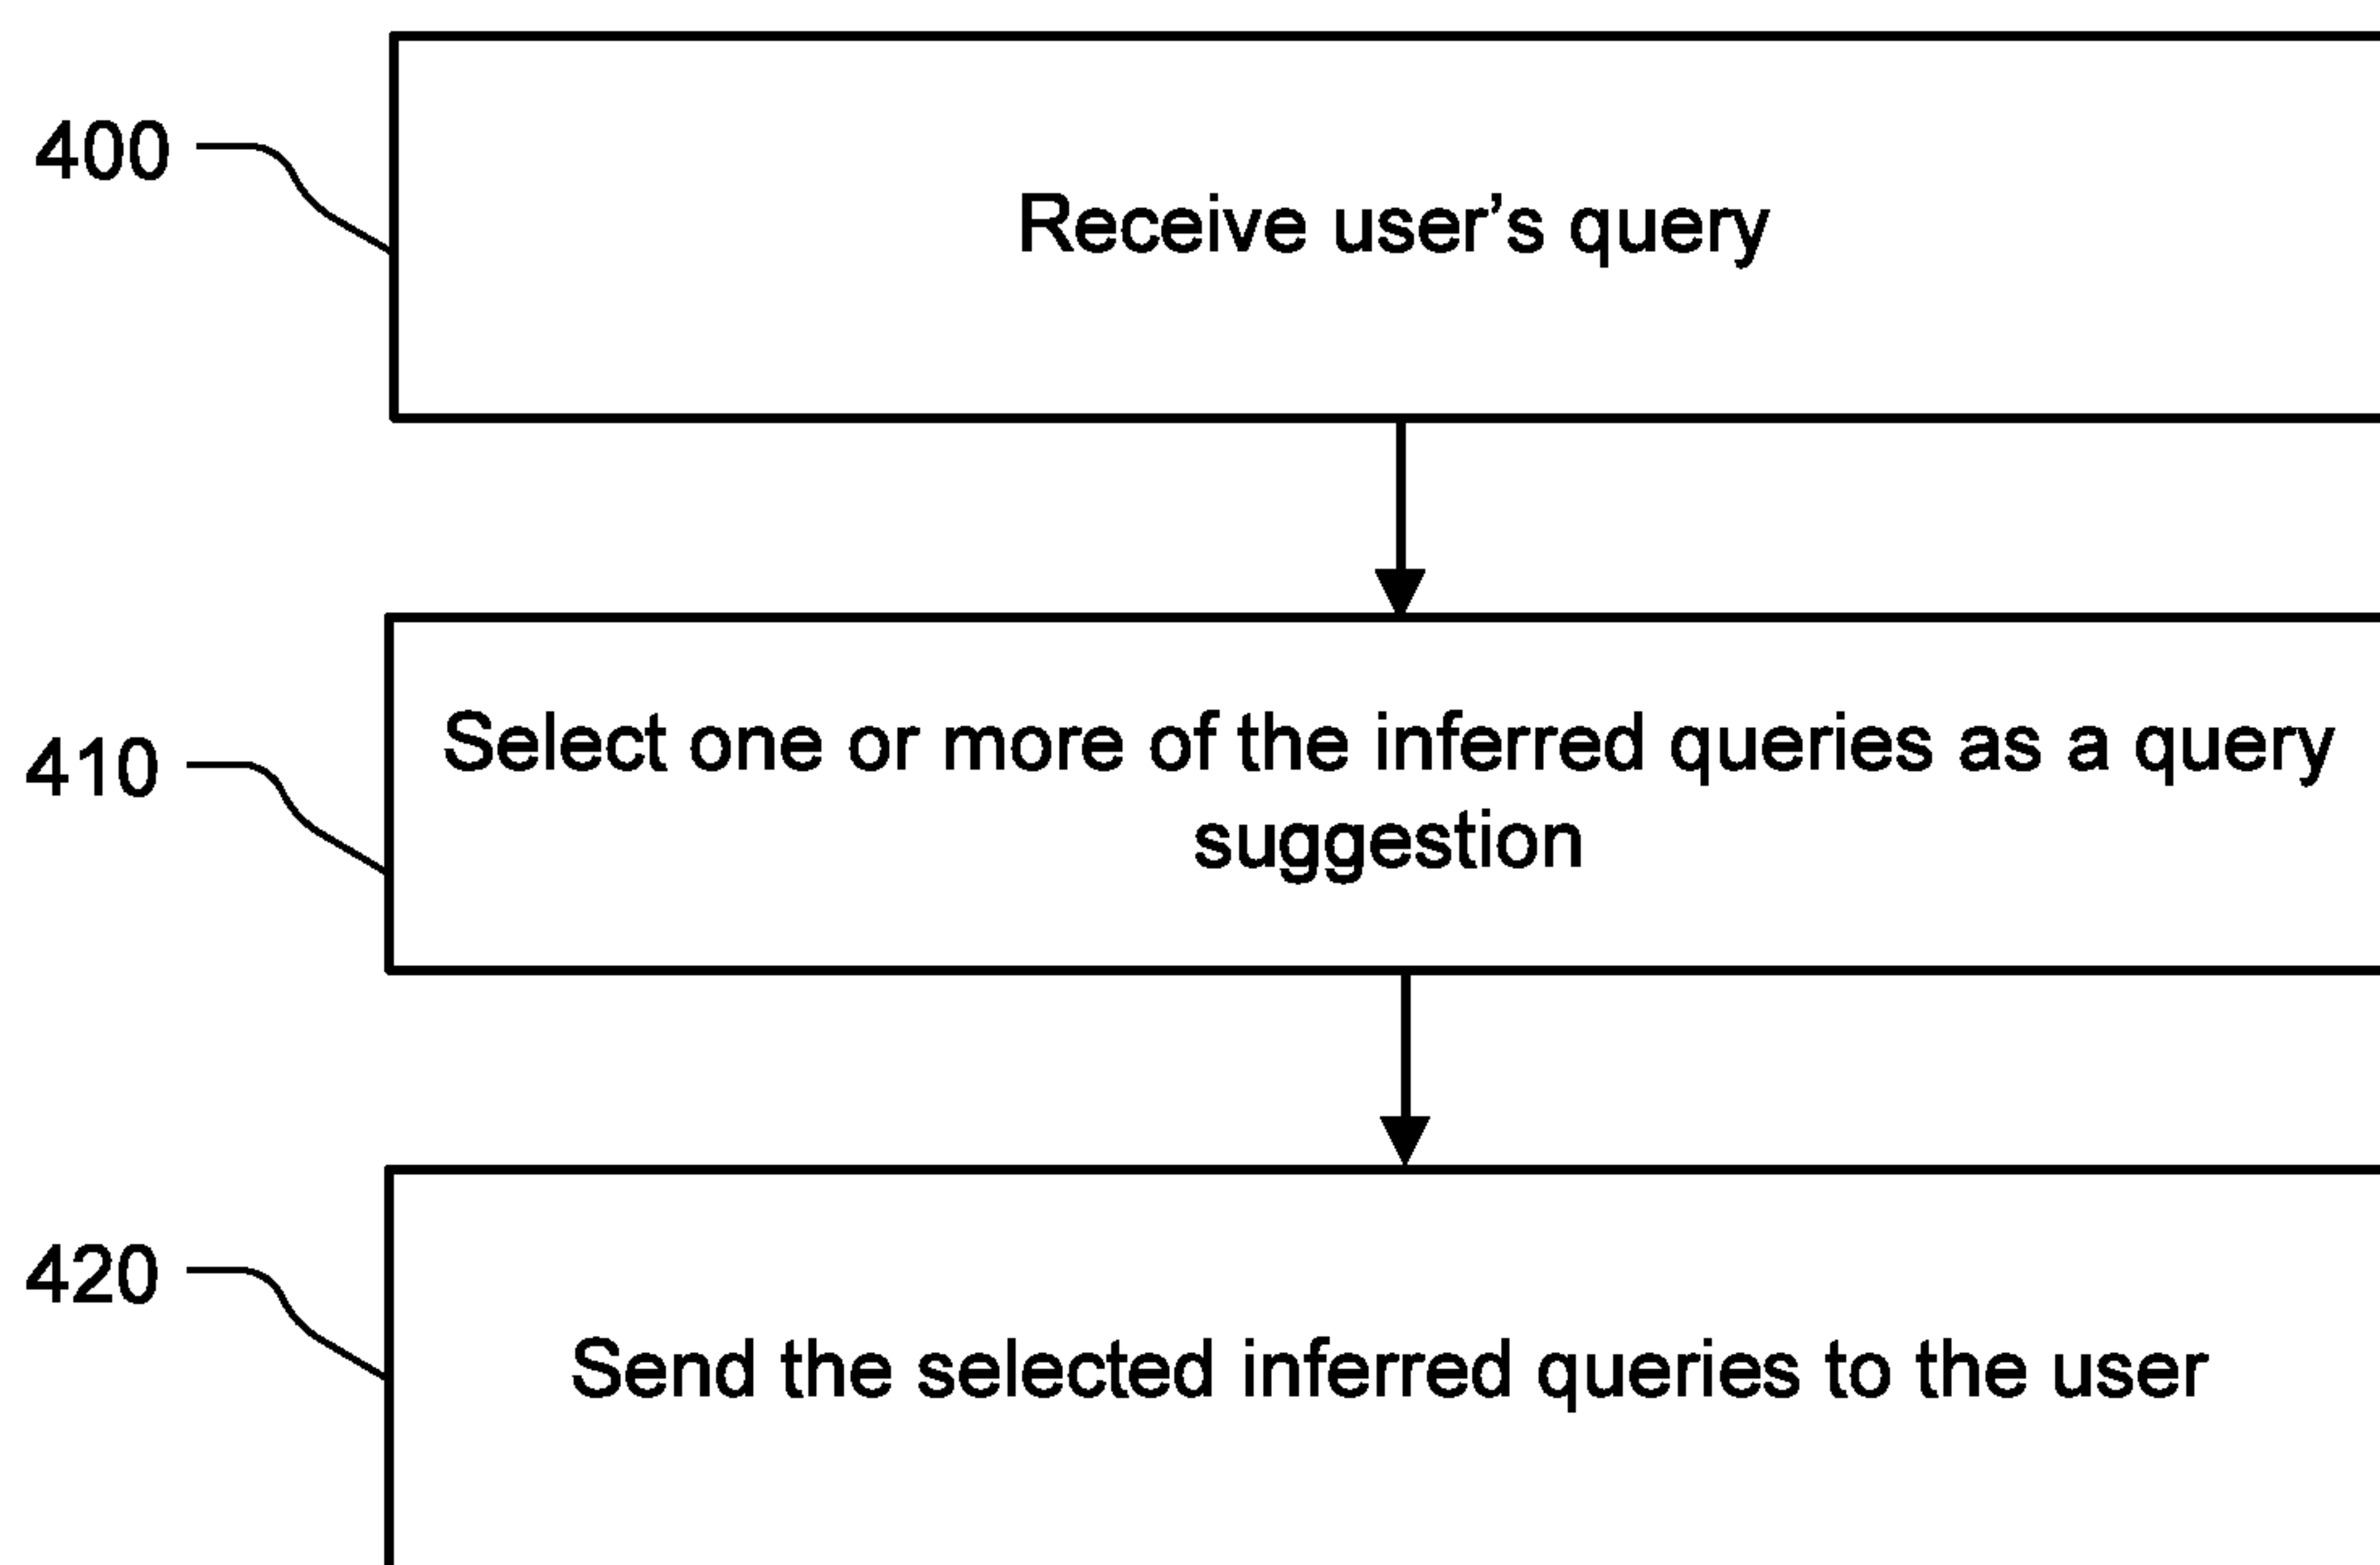 400
Receive user’s query
410
Select one or more of the inferred queries as a query
suggestion
420
Send the selected inferred queries to the user